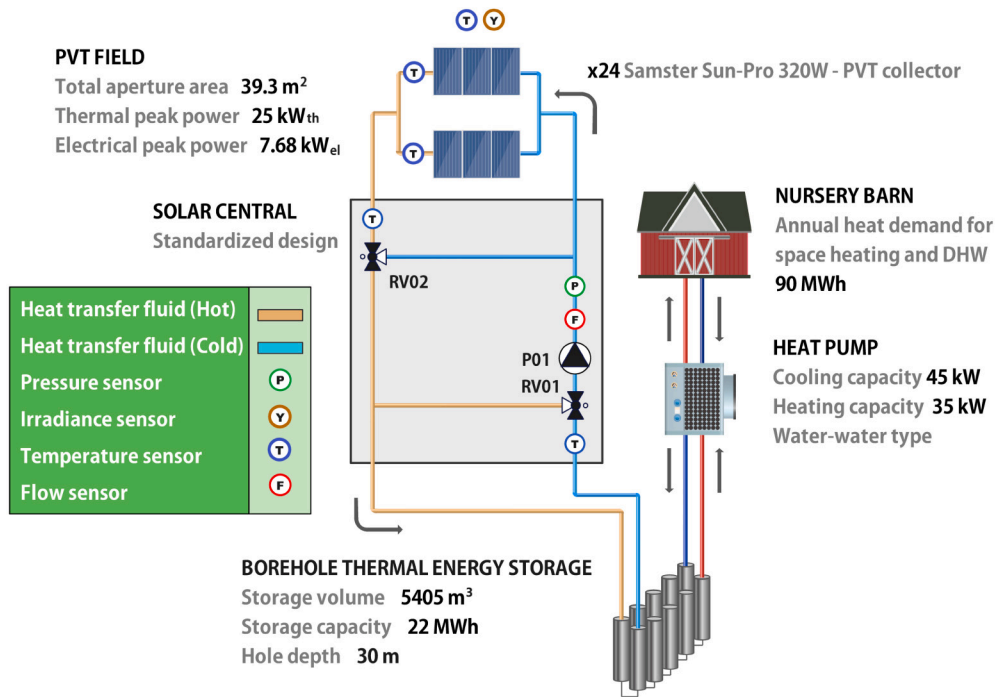 T Y
PVT FIELD
Total aperture area 39.3 m²
Thermal peak power 25 kWth
Electrical peak power 7.68 kWel
T
T
x24 Samster Sun-Pro 320W - PVT collector
SOLAR CENTRAL
Standardized design
T
RV02
P
F
P01
RV01
T
NURSERY BARN
Annual heat demand for
space heating and DHW
90 MWh
HEAT PUMP
Cooling capacity 45 kW
Heating capacity 35 kW
Water-water type
Heat transfer fluid (Hot)
Heat transfer fluid (Cold)
Pressure sensor P
Irradiance sensor Y
Temperature sensor T
Flow sensor F
BOREHOLE THERMAL ENERGY STORAGE
Storage volume 5405 m³
Storage capacity 22 MWh
Hole depth 30 m